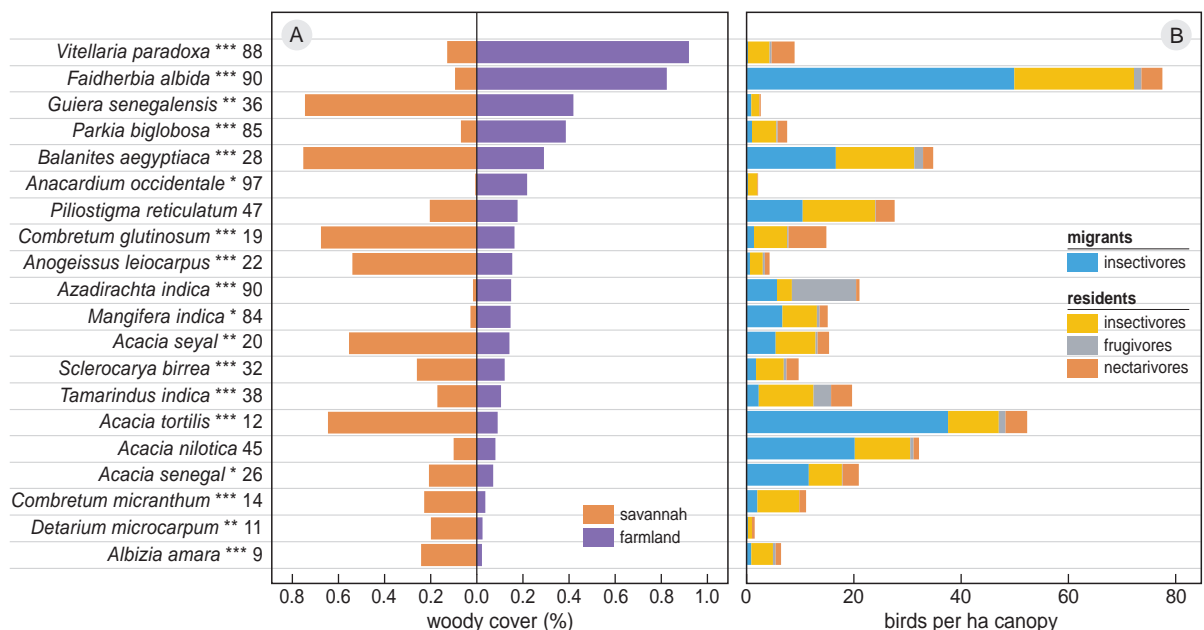 A
B
Vitellaria paradoxa *** 88
Faidherbia albida *** 90
Guiera senegalensis ** 36
Parkia biglobosa *** 85
Balanites aegyptiaca *** 28
Anacardium occidentale * 97
Piliostigma reticulatum 47
Combretum glutinosum *** 19
Anogeissus leiocarpus *** 22
Azadirachta indica *** 90
Mangifera indica * 84
Acacia seyal ** 20
Sclerocarya birrea *** 32
Tamarindus indica *** 38
Acacia tortilis *** 12
Acacia nilotica 45
Acacia senegal * 26
Combretum micranthum *** 14
Detarium microcarpum ** 11
Albizia amara *** 9
savannah
farmland
migrants
insectivores
residents
insectivores
frugivores
nectarivores
0.8 0.6 0.4 0.2 0.0 0.2 0.4 0.6 0.8 1.0
woody cover (%)
0 20 40 60 80
birds per ha canopy